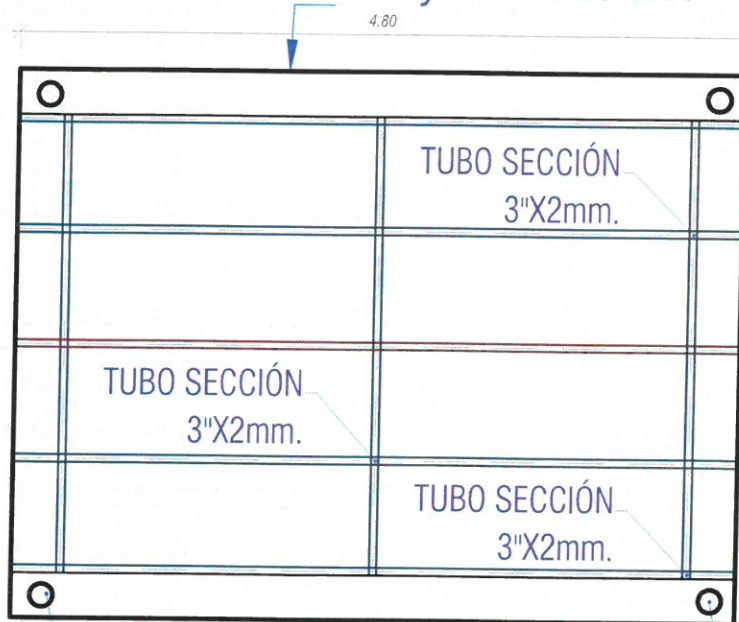 4.80
TUBO SECCIÓN
3"X2mm.
TUBO SECCIÓN
3"X2mm.
TUBO SECCIÓN
3"X2mm.